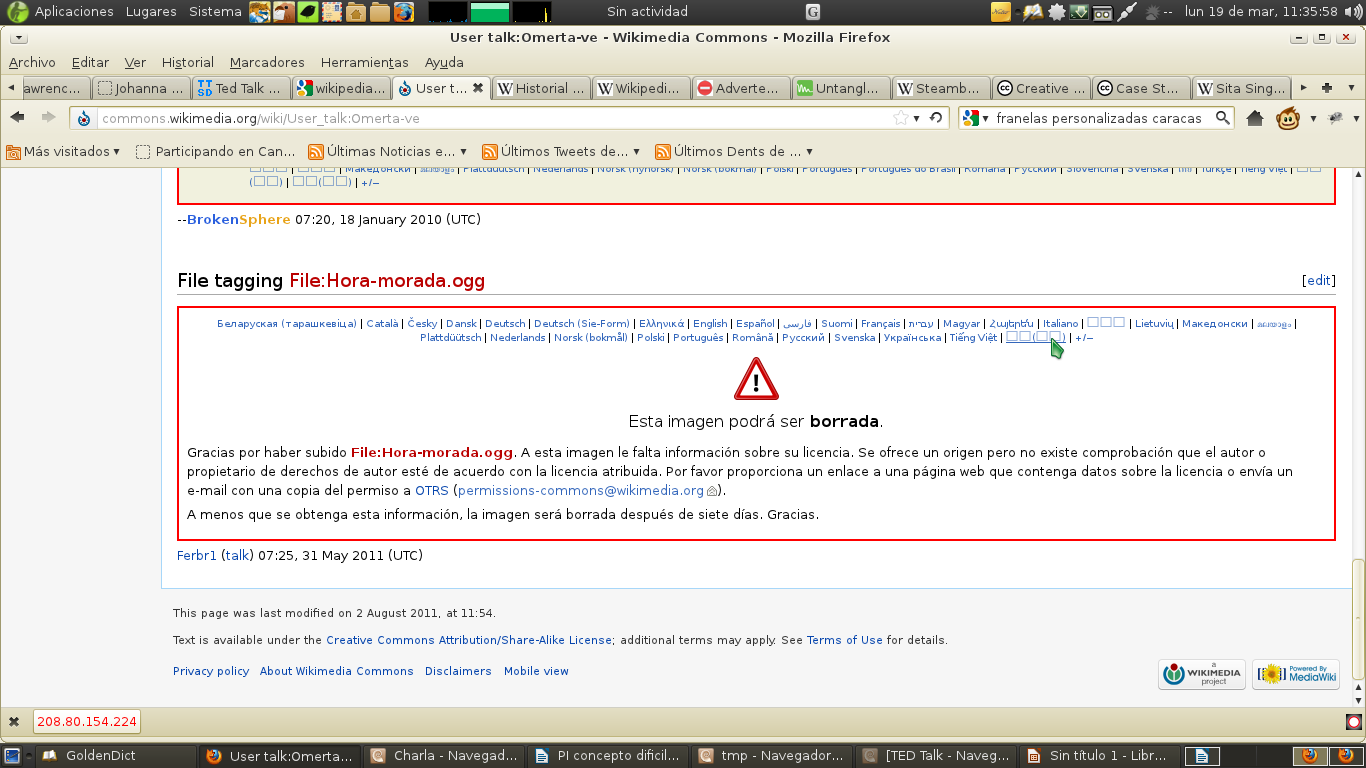 Aplicaciones Lugares Sistema Sin actividad G lun 19 de mar, 11:35:58
User talk:Omerta-ve - Wikimedia Commons - Mozilla Firefox
Archivo Editar Ver Historial Marcadores Herramientas Ayuda
awrenc... Johanna ... Ted Talk ... wikipedia... User t... Historial ... Wikipedi... Adverte... Untangl... Steamb... Creative ... Case St... Sita Sing...
commons.wikimedia.org/wiki/User_talk:Omerta-ve franelas personalizadas caracas
Más visitados Participando en Can... Últimas Noticias e... Últimos Tweets de... Últimos Dents de ...
Македонски | മലയാളം | Plattdüütsch | Nederlands | Norsk (nynorsk) | Norsk (bokmål) | Polski | Português | Português do Brasil | Română | Русский | Slovenčina | Svenska | ไทย | Türkçe | Tiếng Việt |
| +/−
--BrokenSphere 07:20, 18 January 2010 (UTC)
File tagging File:Hora-morada.ogg [edit]
Беларуская (тарашкевіца) | Català | Česky | Dansk | Deutsch | Deutsch (Sie-Form) | Ελληνικά | English | Español | فارسی | Suomi | Français | עברית | Magyar | Հայերեն | Italiano | | Lietuvių | Македонски | മലയാളം |
Plattdüütsch | Nederlands | Norsk (bokmål) | Polski | Português | Română | Русский | Svenska | Українська | Tiếng Việt | | +/−
Esta imagen podrá ser borrada.
Gracias por haber subido File:Hora-morada.ogg. A esta imagen le falta información sobre su licencia. Se ofrece un origen pero no existe comprobación que el autor o
propietario de derechos de autor esté de acuerdo con la licencia atribuida. Por favor proporciona un enlace a una página web que contenga datos sobre la licencia o envía un
e-mail con una copia del permiso a OTRS (permissions-commons@wikimedia.org).
A menos que se obtenga esta información, la imagen será borrada después de siete días. Gracias.
Ferbr1 (talk) 07:25, 31 May 2011 (UTC)
This page was last modified on 2 August 2011, at 11:54.
Text is available under the Creative Commons Attribution/Share-Alike License; additional terms may apply. See Terms of Use for details.
Privacy policy About Wikimedia Commons Disclaimers Mobile view
a WIKIMEDIA project Powered By MediaWiki
208.80.154.224
GoldenDict User talk:Omerta... Charla - Navegad... PI concepto dificil... tmp - Navegador... [TED Talk - Naveg... Sin título 1 - Libr...